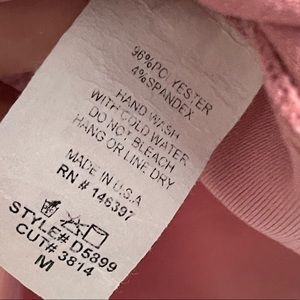 96%POLYESTER
4%SPANDEX
HAND WASH
WITH COLD WATER
DO NOT BLEACH
HANG OR LINE DRY
MADE IN U.S.A
RN # 146397
STYLE# D5899
CUT# 3814
M